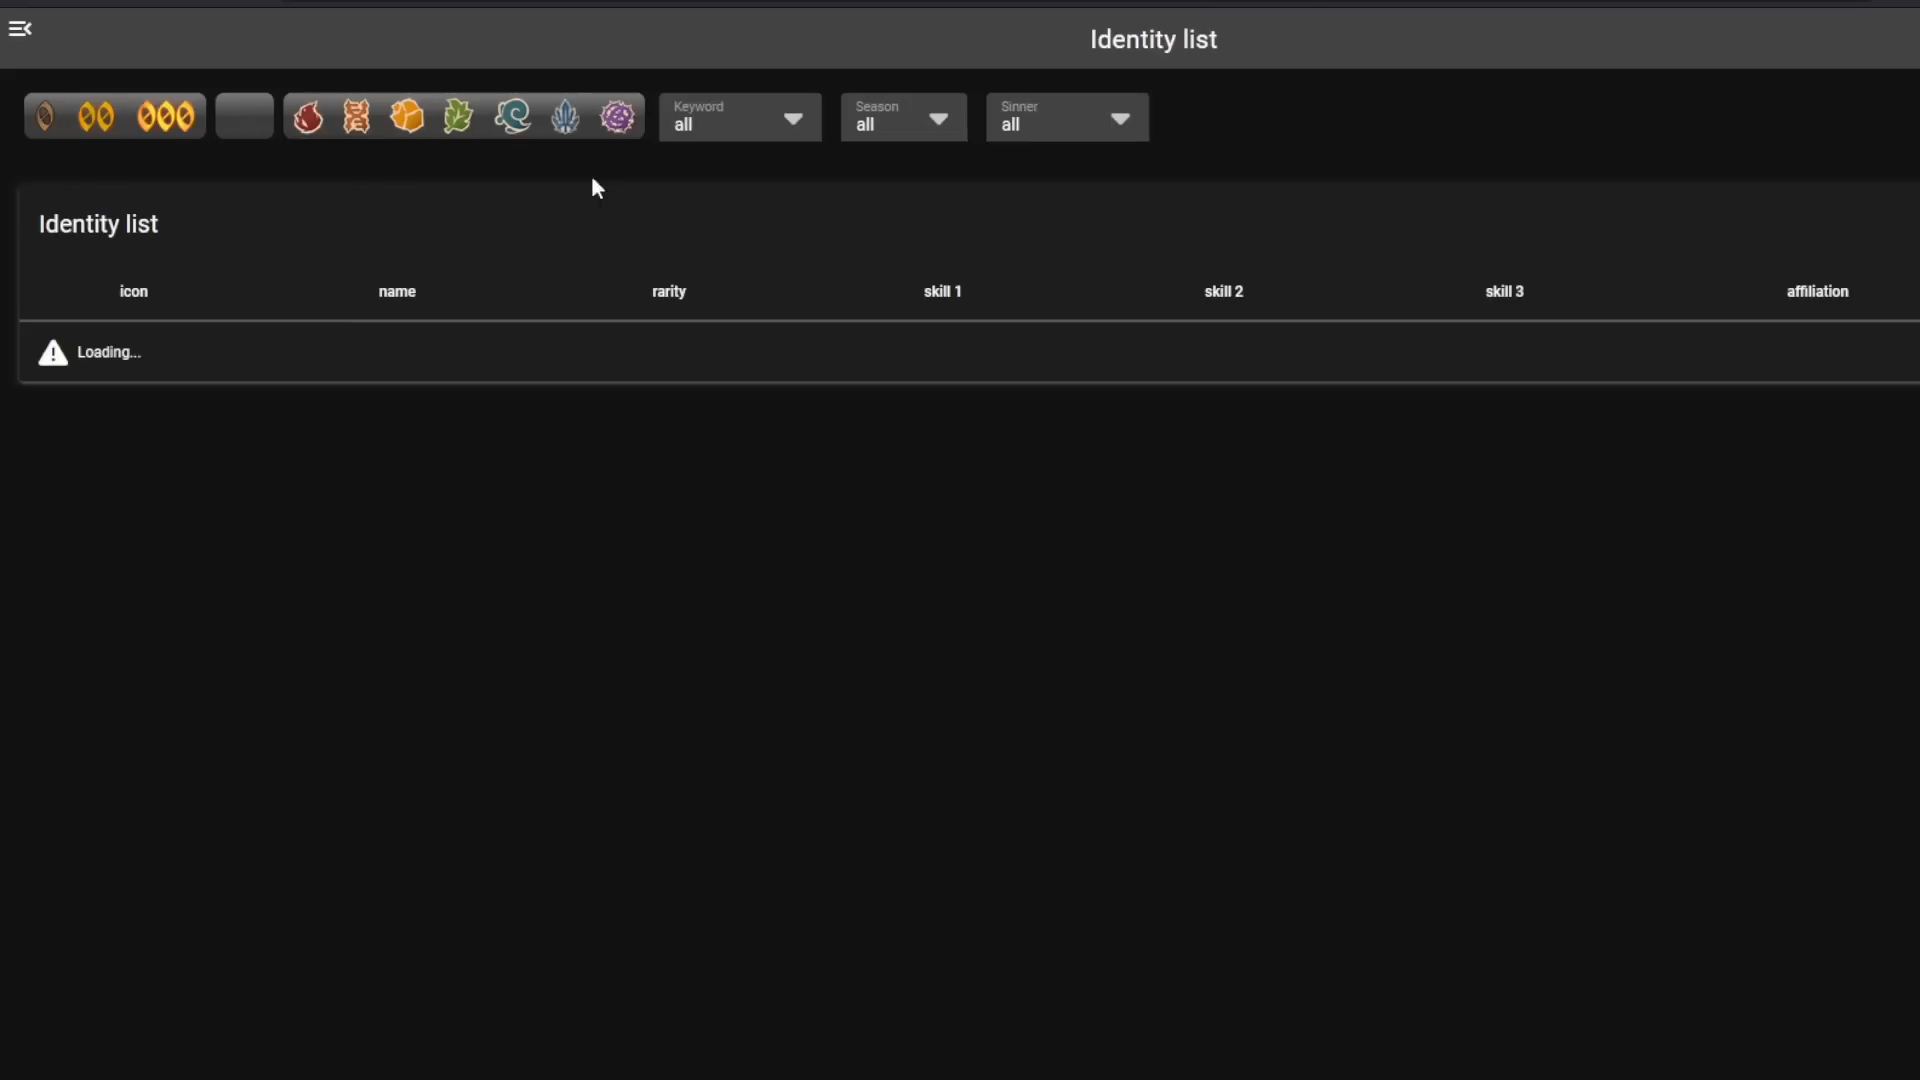 Identity list
Keyword
all
Season
all
Sinner
all
Identity list
icon name rarity skill 1 skill 2 skill 3 affiliation
Loading...